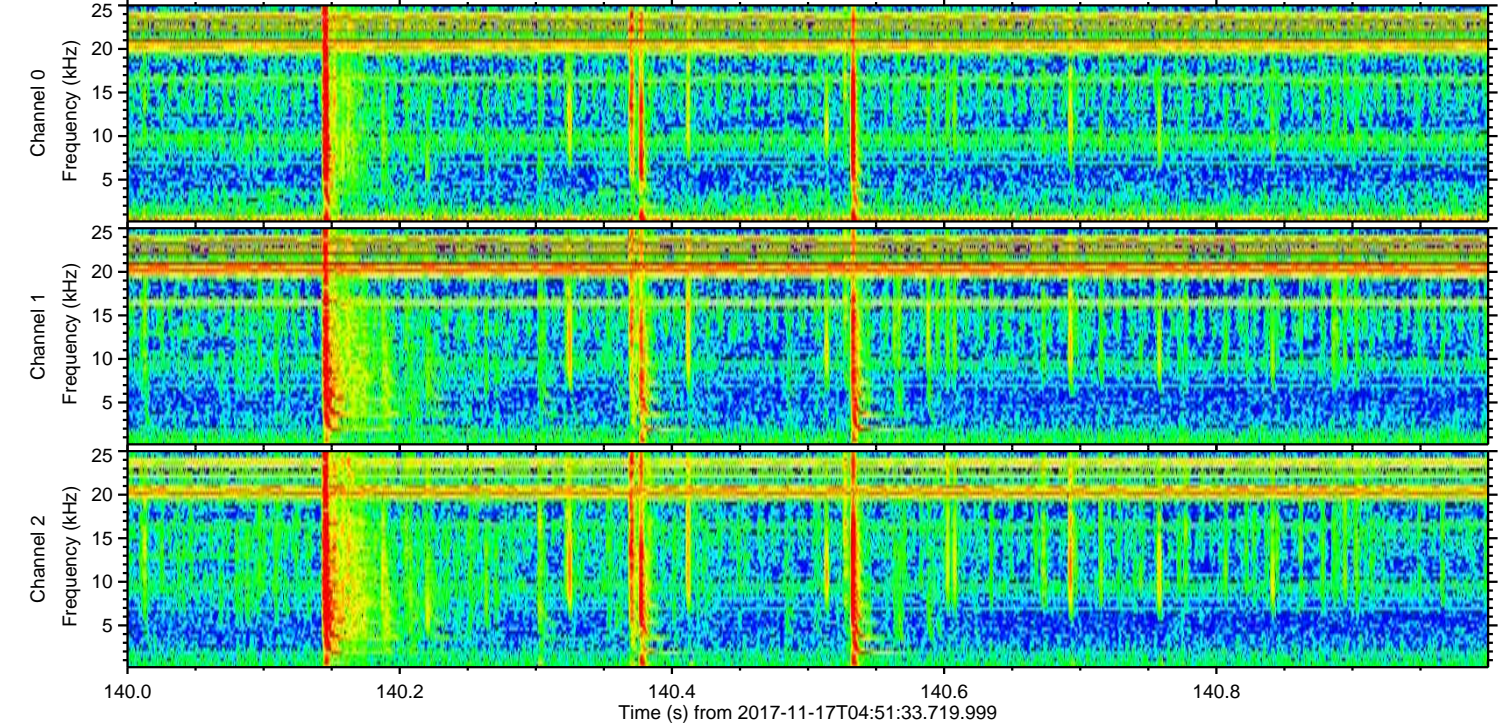 25
20
15
10
5
Channel 0
Frequency (kHz)
25
20
15
10
5
Channel 1
Frequency (kHz)
25
20
15
10
5
Channel 2
Frequency (kHz)
140.0 140.2 140.4 140.6 140.8
Time (s) from 2017-11-17T04:51:33.719.999